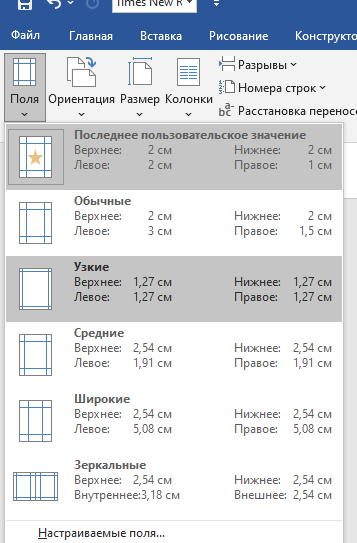 Times New R
Файл Главная Вставка Рисование Конструкто
Поля Ориентация Размер Колонки
Разрывы
Номера строк
Расстановка перенос
Последнее пользовательское значение
Верхнее: 2 см Нижнее: 2 см
Левое: 2 см Правое: 1 см
Обычные
Верхнее: 2 см Нижнее: 2 см
Левое: 3 см Правое: 1,5 см
Узкие
Верхнее: 1,27 см Нижнее: 1,27 см
Левое: 1,27 см Правое: 1,27 см
Средние
Верхнее: 2,54 см Нижнее: 2,54 см
Левое: 1,91 см Правое: 1,91 см
Широкие
Верхнее: 2,54 см Нижнее: 2,54 см
Левое: 5,08 см Правое: 5,08 см
Зеркальные
Верхнее: 2,54 см Нижнее: 2,54 см
Внутреннее:3,18 см Внешнее: 2,54 см
Настраиваемые поля...